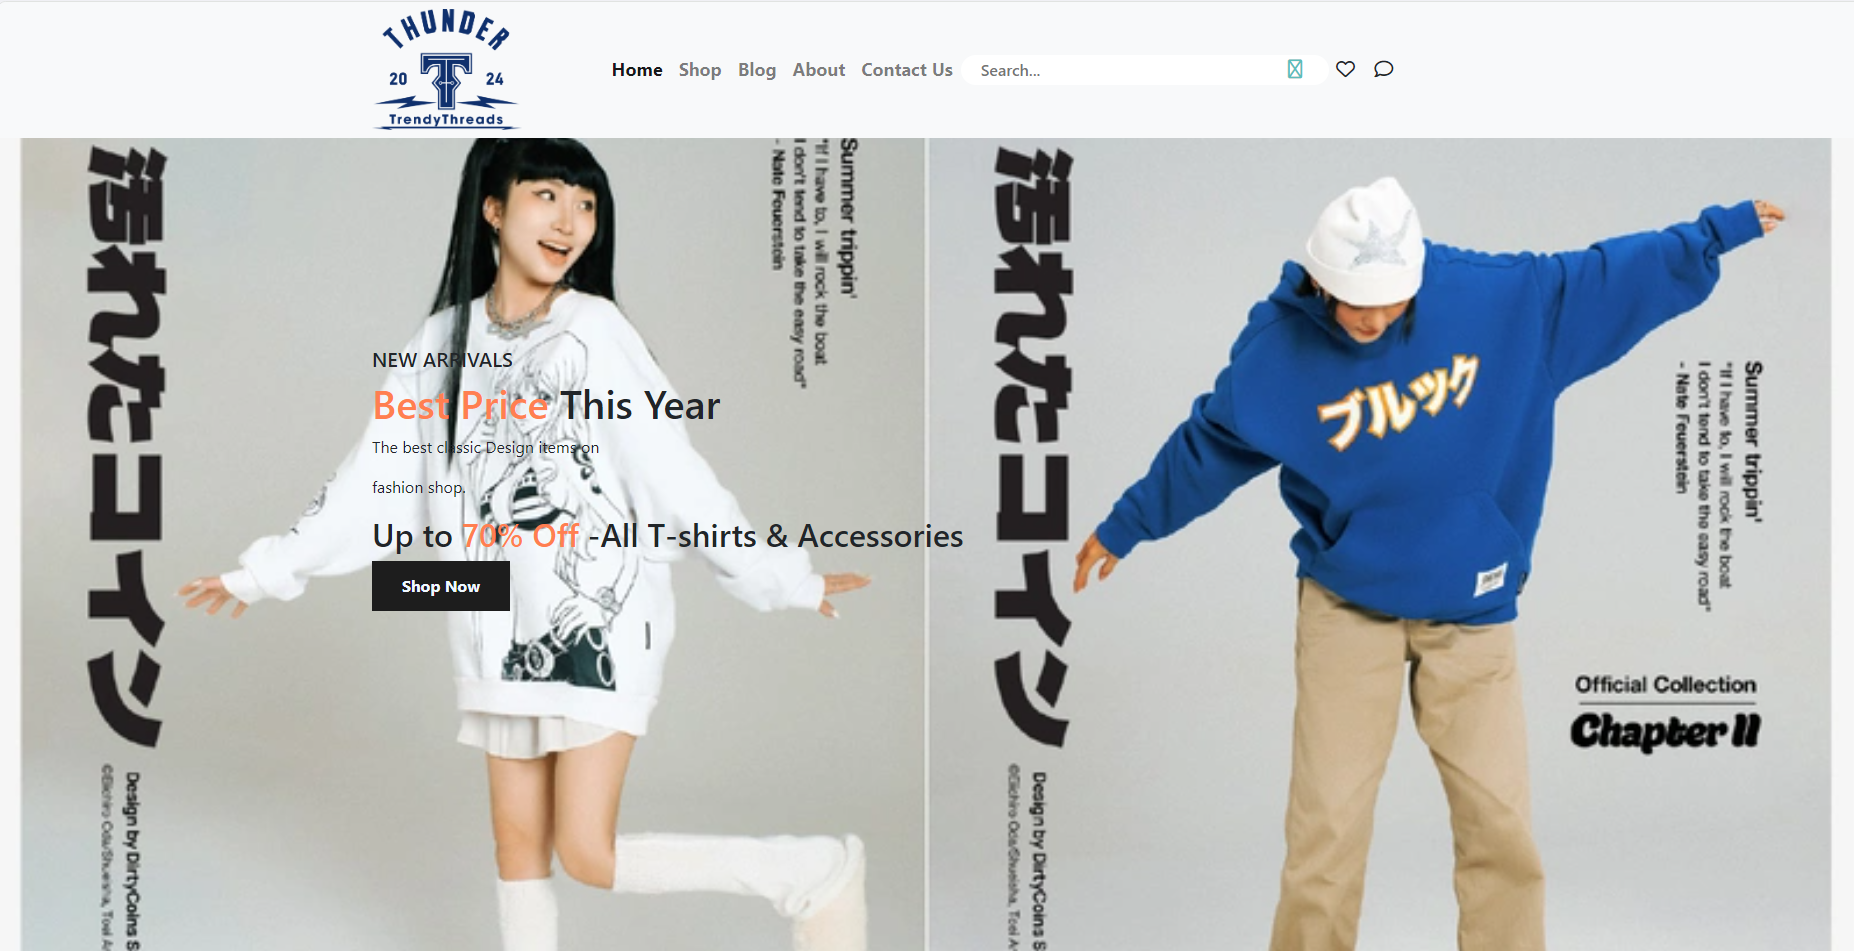 THUNDER
20 24
TrendyThreads
Home Shop Blog About Contact Us Search...
汚れたコイン
Summer trippin'
"If I have to, I will rock the boat
I don't tend to take the easy road"
- Nate Feuerstein
NEW ARRIVALS
Best Price This Year
The best classic Design items on
fashion shop.
Up to 70% Off -All T-shirts & Accessories
Shop Now
Design by DirtyCoins S
©Eiichiro Oda/Shueisha, Toei A
汚れたコイン
ブルック
Summer trippin'
"If I have to, I will rock the boat
I don't tend to take the easy road"
- Nate Feuerstein
Official Collection
Chapter II
Design by DirtyCoins S
©Eiichiro Oda/Shueisha, Toei A